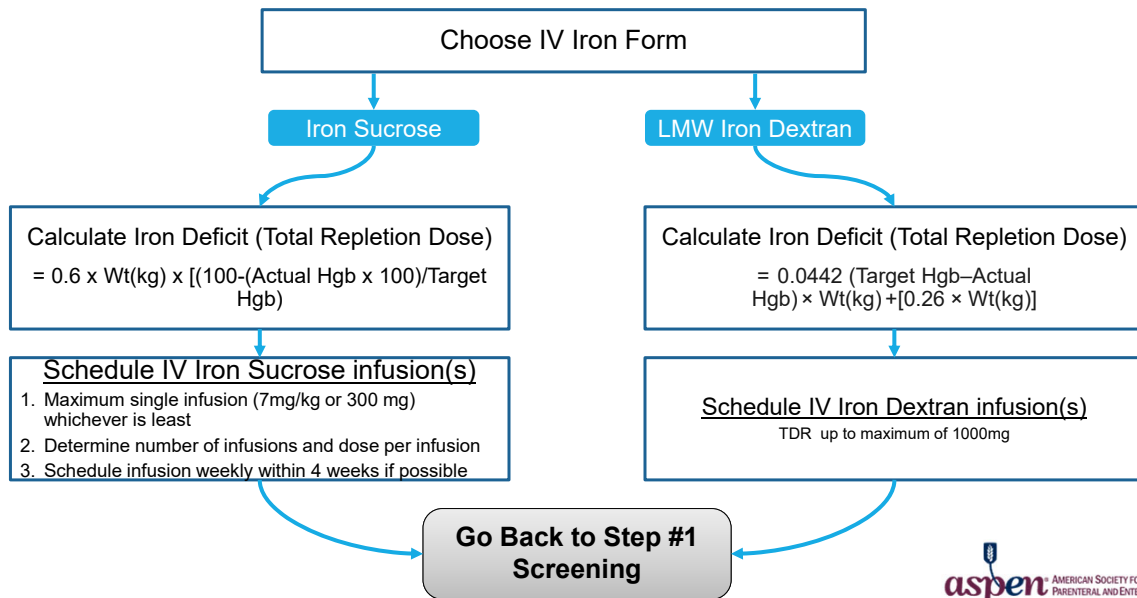 Choose IV Iron Form
Iron Sucrose
LMW Iron Dextran
Calculate Iron Deficit (Total Repletion Dose)
= 0.6 x Wt(kg) x [(100-(Actual Hgb x 100)/Target
Hgb)
Calculate Iron Deficit (Total Repletion Dose)
= 0.0442 (Target Hgb–Actual
Hgb) × Wt(kg) +[0.26 × Wt(kg)]
Schedule IV Iron Sucrose infusion(s)
1. Maximum single infusion (7mg/kg or 300 mg)
whichever is least
2. Determine number of infusions and dose per infusion
3. Schedule infusion weekly within 4 weeks if possible
Schedule IV Iron Dextran infusion(s)
TDR up to maximum of 1000mg
Go Back to Step #1
Screening
aspen
AMERICAN SOCIETY FO
PARENTERAL AND ENTE